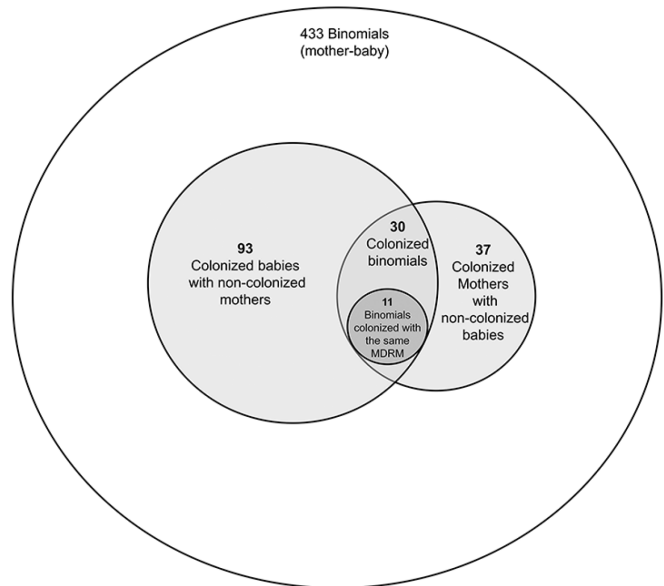 433 Binomials
(mother-baby)
93
Colonized babies
with non-colonized
mothers
30
Colonized
binomials
11
Binomials
colonized with
the same
MDRM
37
Colonized
Mothers
with
non-colonized
babies